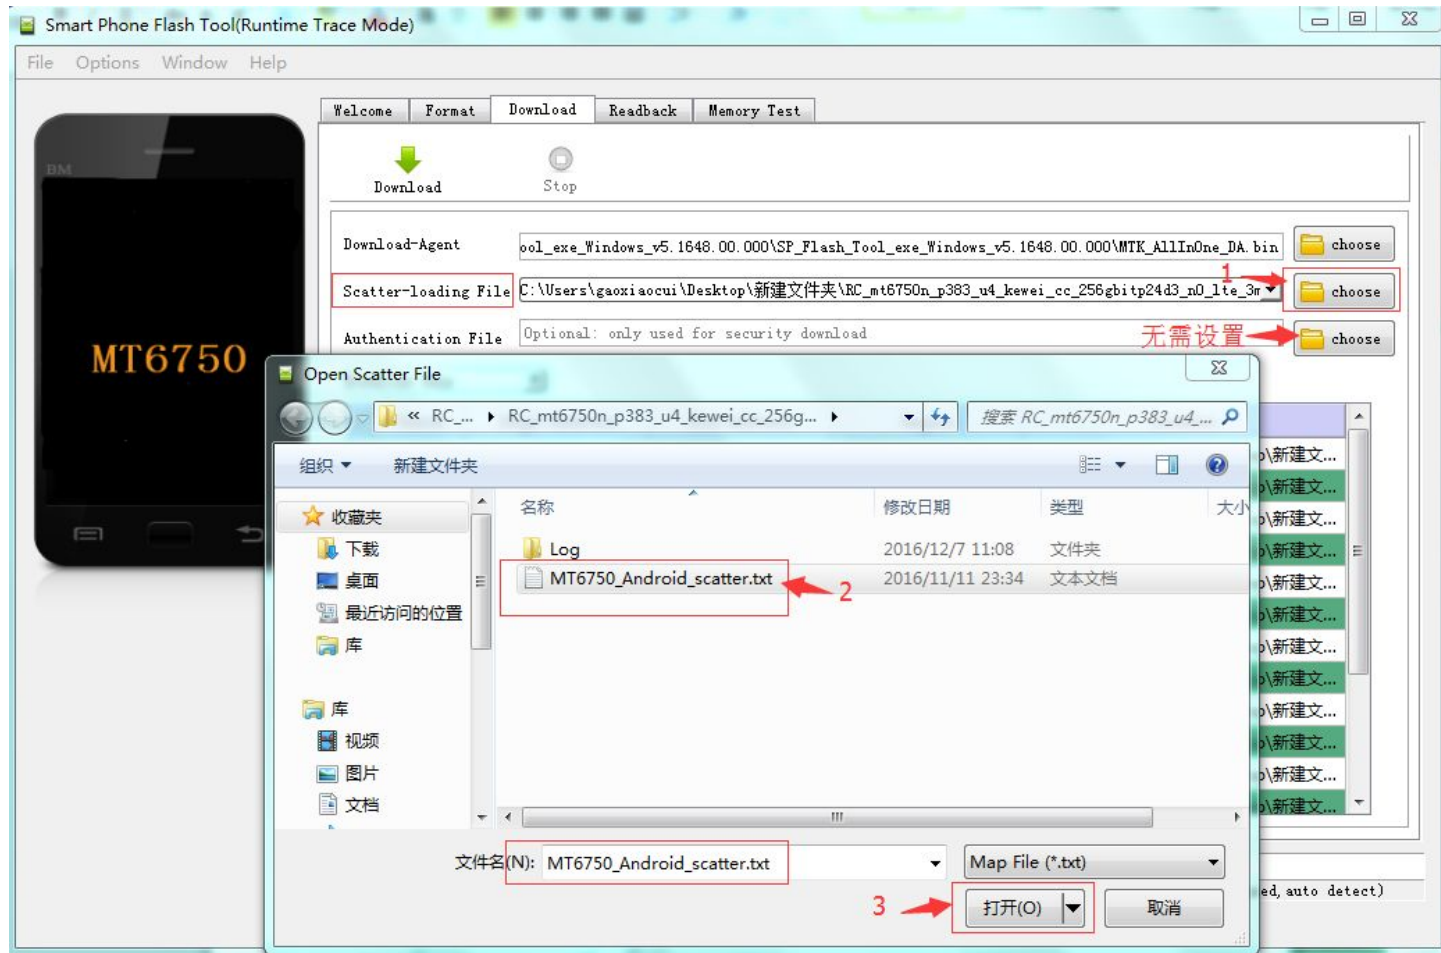 Smart Phone Flash Tool(Runtime Trace Mode)
File Options Window Help
Welcome Format Download Readback Memory Test
BM
Download Stop
Download-Agent ool_exe_Windows_v5.1648.00.000\SP_Flash_Tool_exe_Windows_v5.1648.00.000\MTK_AllInOne_DA.bin choose
1
Scatter-loading File C:\Users\gaoxiaocui\Desktop\新建文件夹\RC_mt6750n_p383_u4_kewei_cc_256gbitp24d3_n0_lte_3m choose
Authentication File Optional: only used for security download 无需设置 choose
MT6750
Open Scatter File
« RC_... RC_mt6750n_p383_u4_kewei_cc_256g... 搜索 RC_mt6750n_p383_u4_...
组织 新建文件夹
名称 修改日期 类型 大小
收藏夹
下载
桌面
最近访问的位置
库
库
视频
图片
文档
Log 2016/12/7 11:08 文件夹
MT6750_Android_scatter.txt 2016/11/11 23:34 文本文档
2
\新建文...
\新建文...
\新建文...
\新建文...
\新建文...
\新建文...
\新建文...
\新建文...
\新建文...
\新建文...
\新建文...
\新建文...
文件名(N): MT6750_Android_scatter.txt Map File (*.txt)
3 打开(O) 取消
ed, auto detect)